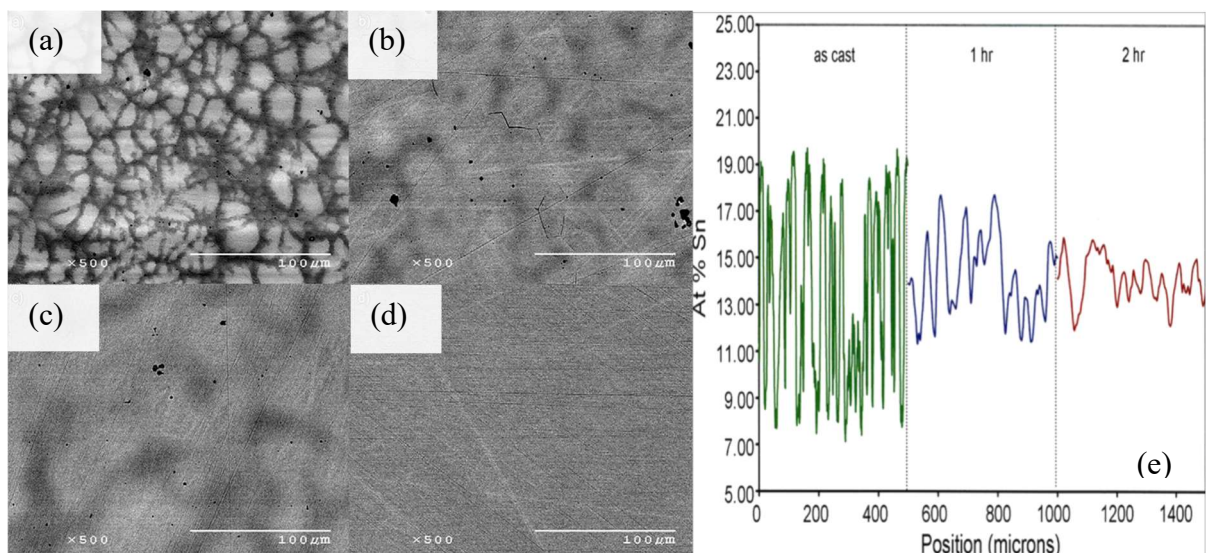 (a)
×500
100μm
(b)
×500
100μm
(c)
×500
100μm
(d)
×500
100μm
25.00
23.00
21.00
19.00
17.00
15.00
13.00
11.00
9.00
7.00
5.00
At % Sn
as cast
1 hr
2 hr
(e)
0
200
400
600
800
1000
1200
1400
Position (microns)